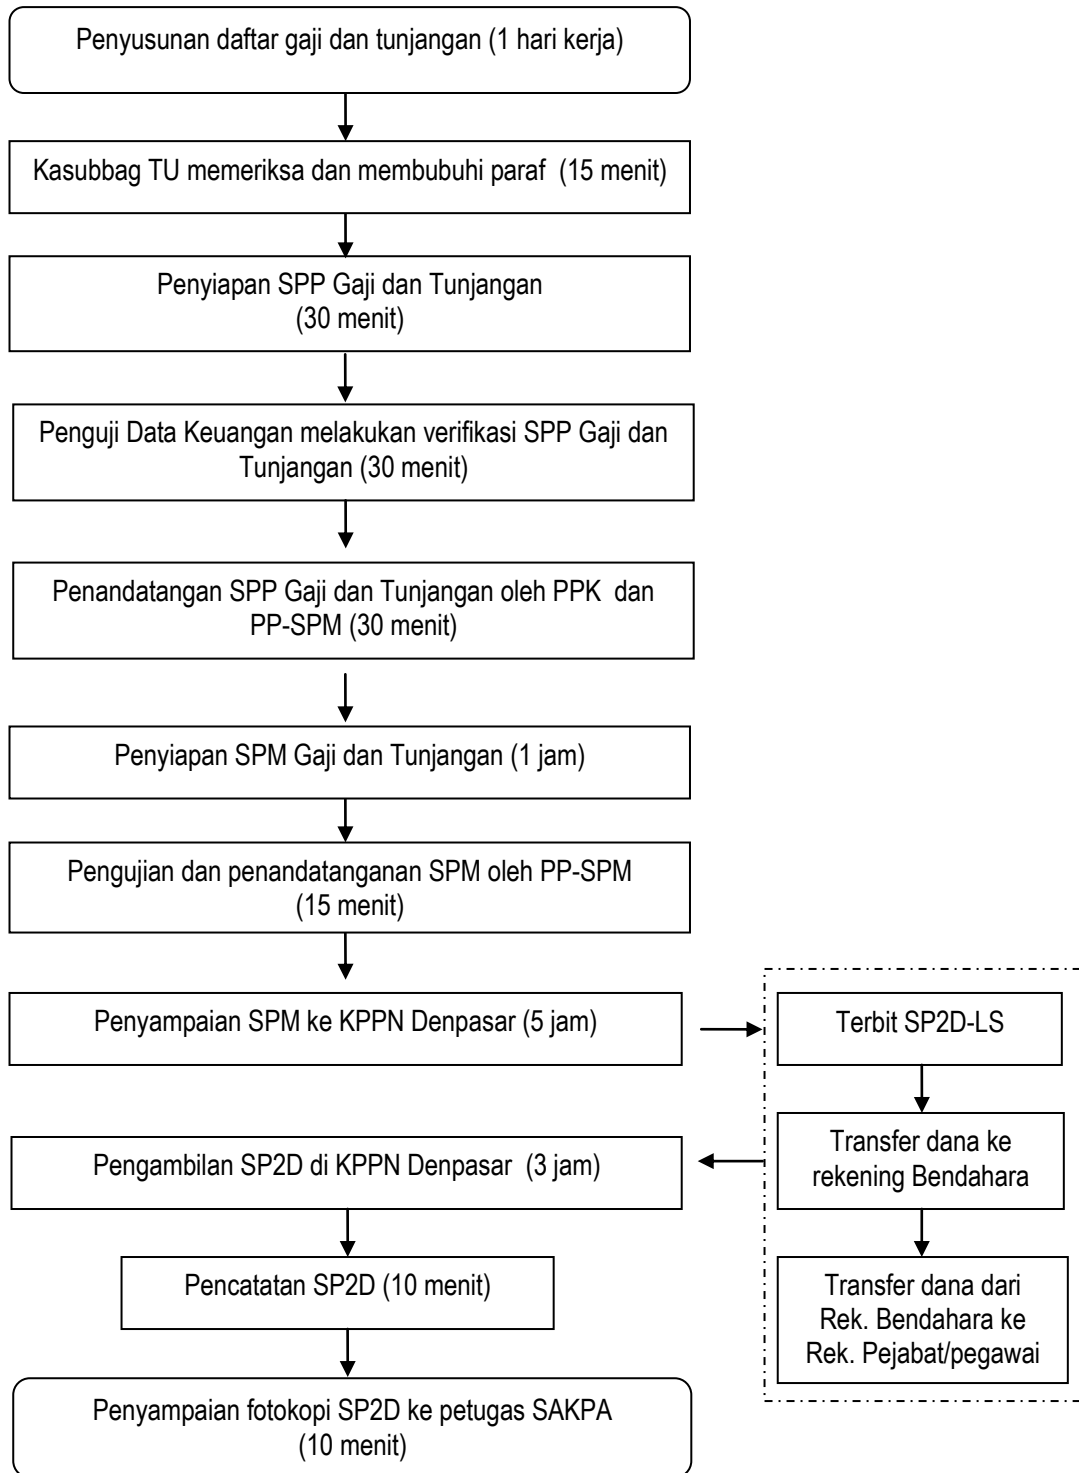 Penyusunan daftar gaji dan tunjangan (1 hari kerja)
Kasubbag TU memeriksa dan membubuhi paraf  (15 menit)
Penyiapan SPP Gaji dan Tunjangan
(30 menit)
Penguji Data Keuangan melakukan verifikasi SPP Gaji dan
Tunjangan (30 menit)
Penandatangan SPP Gaji dan Tunjangan oleh PPK  dan
PP-SPM (30 menit)
Penyiapan SPM Gaji dan Tunjangan (1 jam)
Pengujian dan penandatanganan SPM oleh PP-SPM
(15 menit)
Penyampaian SPM ke KPPN Denpasar (5 jam)
Terbit SP2D-LS
Transfer dana ke
rekening Bendahara
Transfer dana dari
Rek. Bendahara ke
Rek. Pejabat/pegawai
Pengambilan SP2D di KPPN Denpasar  (3 jam)
Pencatatan SP2D (10 menit)
Penyampaian fotokopi SP2D ke petugas SAKPA
(10 menit)